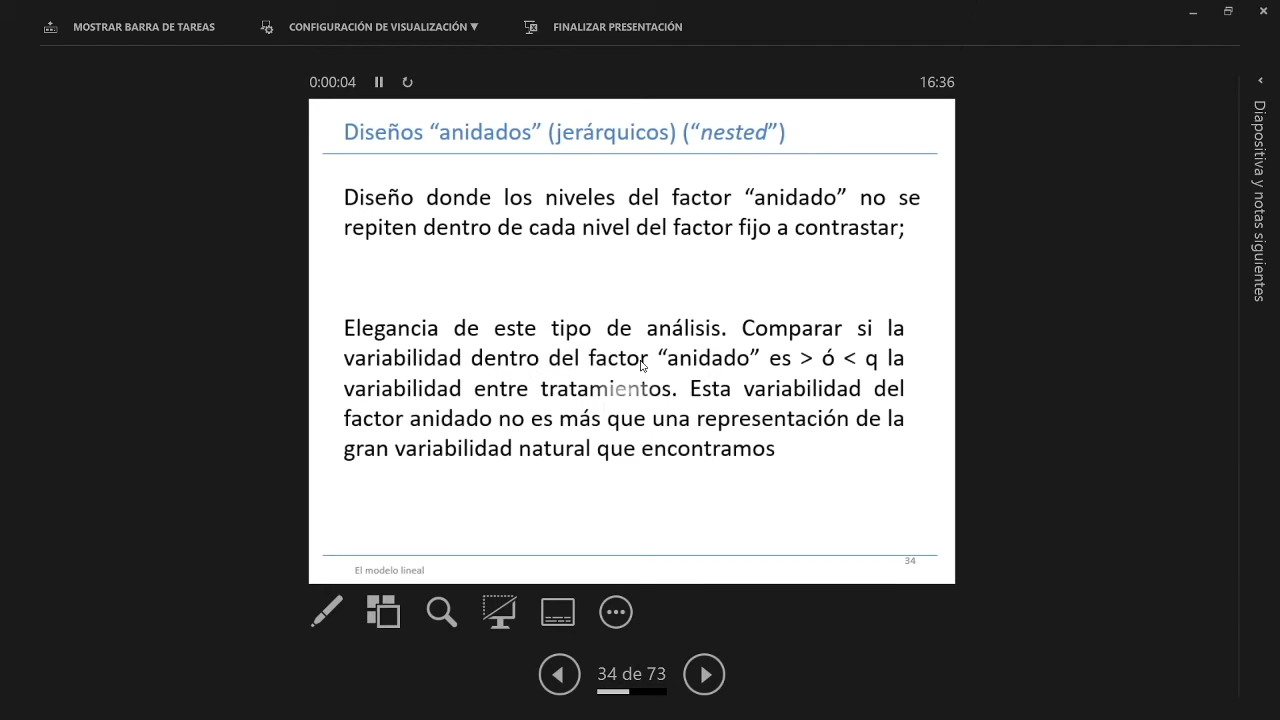 MOSTRAR BARRA DE TAREAS
CONFIGURACIÓN DE VISUALIZACIÓN ▼
FINALIZAR PRESENTACIÓN
0:00:04
16:36
Diseños “anidados” (jerárquicos) (“nested”)
Diseño donde los niveles del factor “anidado” no se
repiten dentro de cada nivel del factor fijo a contrastar;
Elegancia de este tipo de análisis. Comparar si la
variabilidad dentro del factor “anidado” es > ó < q la
variabilidad entre tratamientos. Esta variabilidad del
factor anidado no es más que una representación de la
gran variabilidad natural que encontramos
El modelo lineal
34
34 de 73
Diapositiva y notas siguientes